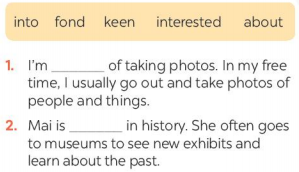 into fond keen interested about
1. I'm ________ of taking photos. In my free
time, I usually go out and take photos of
people and things.
2. Mai is ________ in history. She often goes
to museums to see new exhibits and
learn about the past.